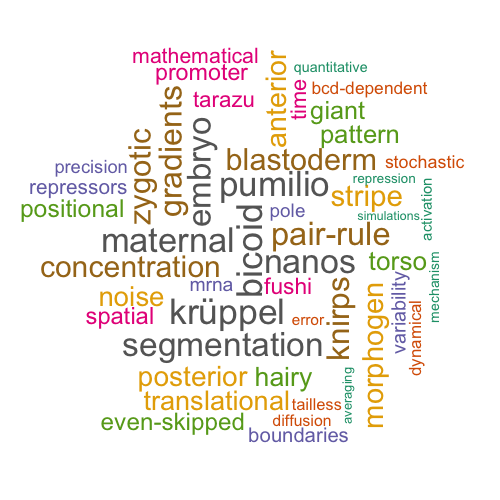 mathematical
quantitative
promoter
anterior
time
bcd-dependent
tarazu
giant
gradients
pattern
embryo
zygotic
blastoderm
stochastic
precision
pumilio
repression
repressors
stripe
activation
positional
pole
simulations
bicoid
maternal
pair-rule
concentration
nanos
torso
mechanism
mrna
fushi
variability
noise
knirps
morphogen
dynamical
spatial
krüppel
error
segmentation
posterior
hairy
averaging
translational
tailless
even-skipped
diffusion
boundaries